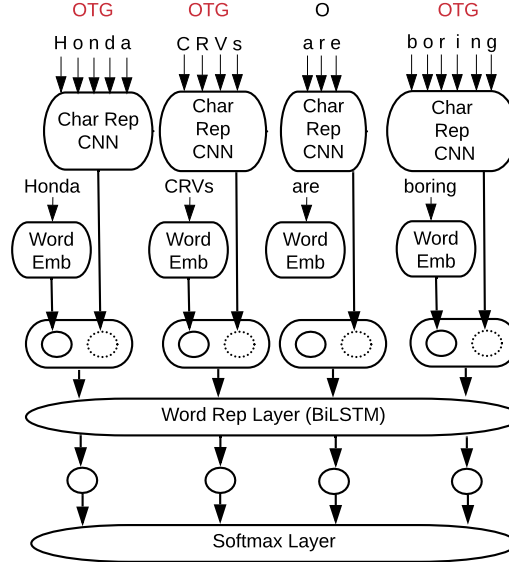 OTG OTG O OTG
H o n d a C R V s a r e b o r i n g
Char Rep CNN
Char Rep CNN
Char Rep CNN
Char Rep CNN
Honda CRVs are boring
Word Emb
Word Emb
Word Emb
Word Emb
Word Rep Layer (BiLSTM)
Softmax Layer